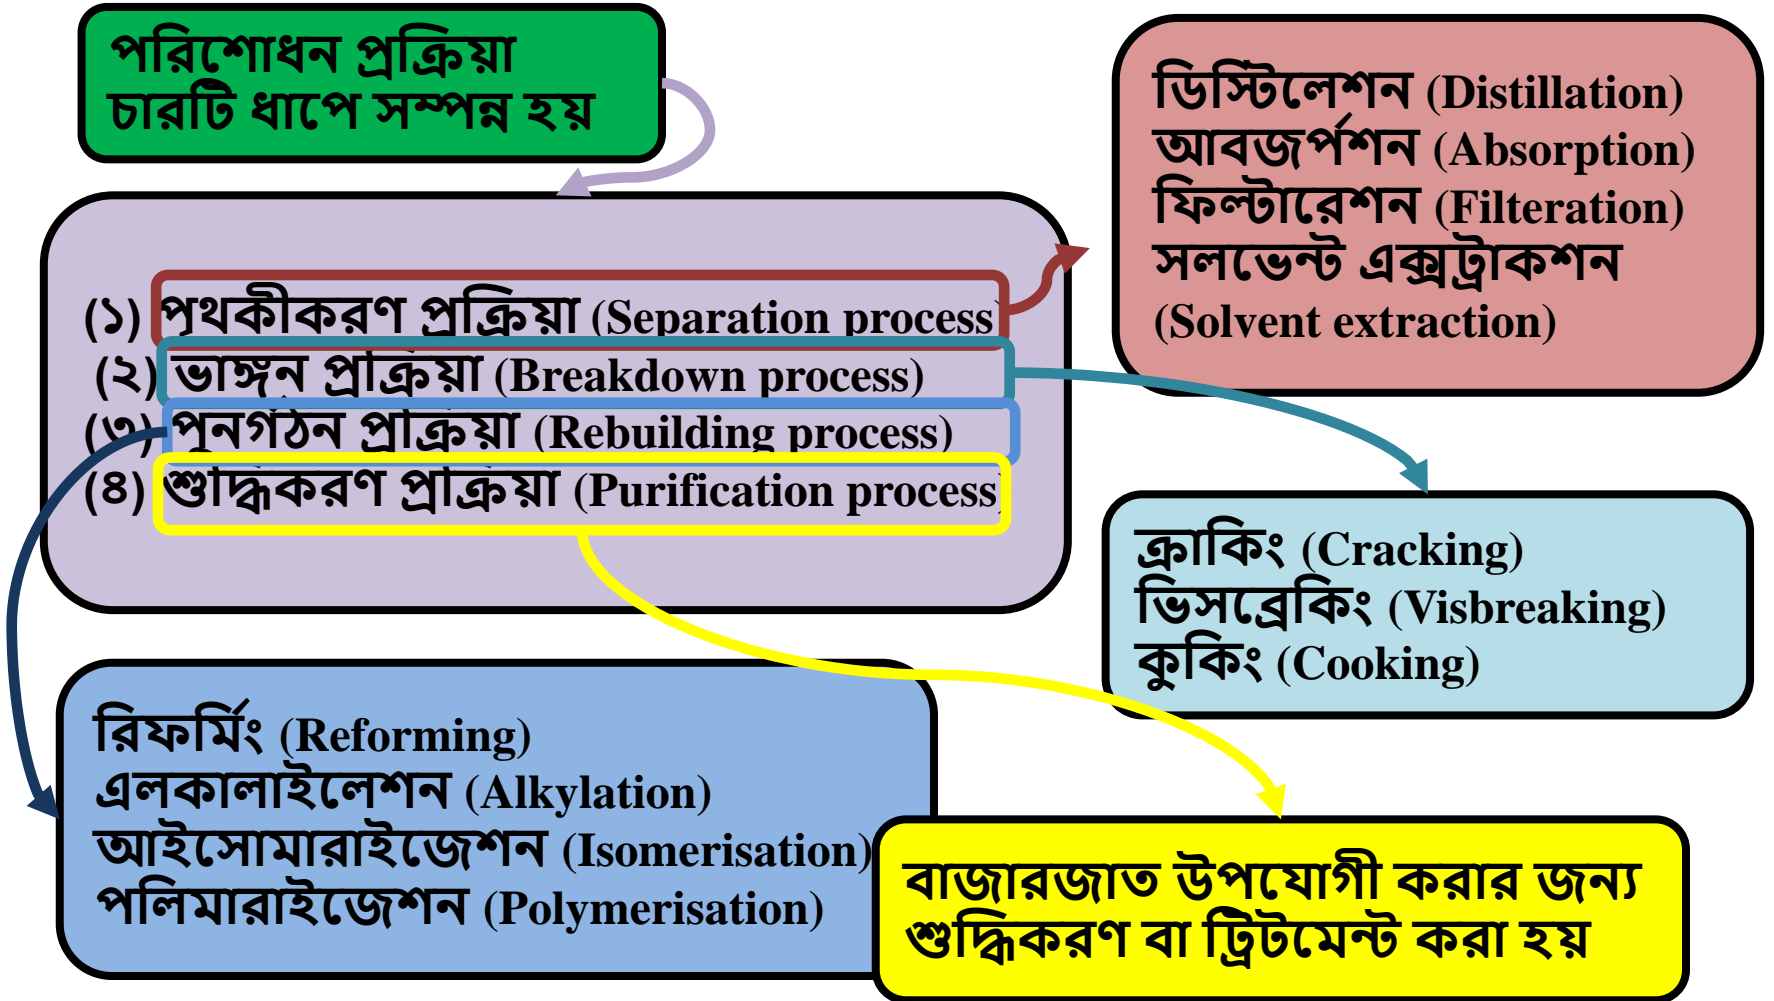 পরিশোধন প্রক্রিয়া
চারটি ধাপে সম্পন্ন হয়
(১) পৃথকীকরণ প্রক্রিয়া (Separation process)
(২) ভাঙ্গন প্রক্রিয়া (Breakdown process)
(৩) পুনর্গঠন প্রক্রিয়া (Rebuilding process)
(৪) শুদ্ধিকরণ প্রক্রিয়া (Purification process)
ডিস্টিলেশন (Distillation)
আবজর্পশন (Absorption)
ফিল্টারেশন (Filteration)
সলভেন্ট এক্সট্রাকশন
(Solvent extraction)
ক্রাকিং (Cracking)
ভিসব্রেকিং (Visbreaking)
কুকিং (Cooking)
রিফর্মিং (Reforming)
এলকালাইলেশন (Alkylation)
আইসোমারাইজেশন (Isomerisation)
পলিমারাইজেশন (Polymerisation)
বাজারজাত উপযোগী করার জন্য
শুদ্ধিকরণ বা ট্রিটমেন্ট করা হয়